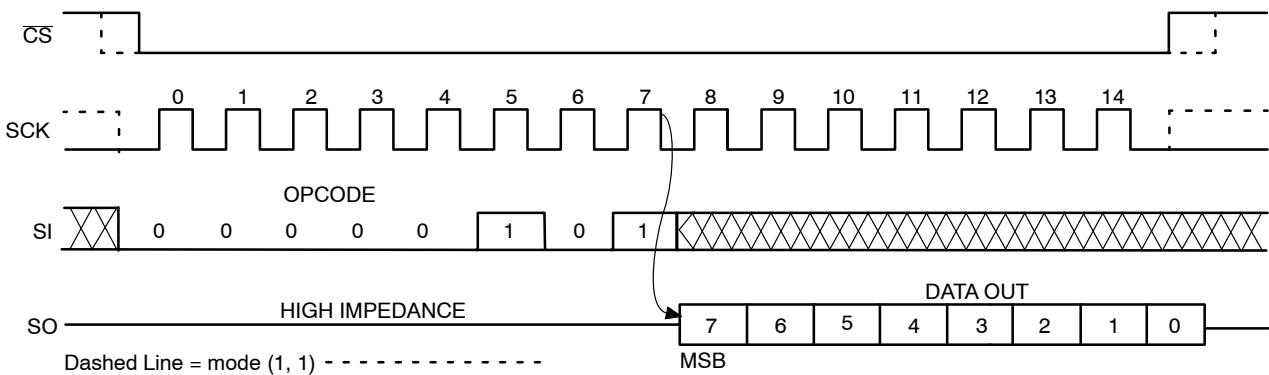 CS
0 1 2 3 4 5 6 7 8 9 10 11 12 13 14
SCK
OPCODE
SI 0 0 0 0 0 1 0 1
DATA OUT
HIGH IMPEDANCE
SO 7 6 5 4 3 2 1 0
Dashed Line = mode (1, 1) MSB